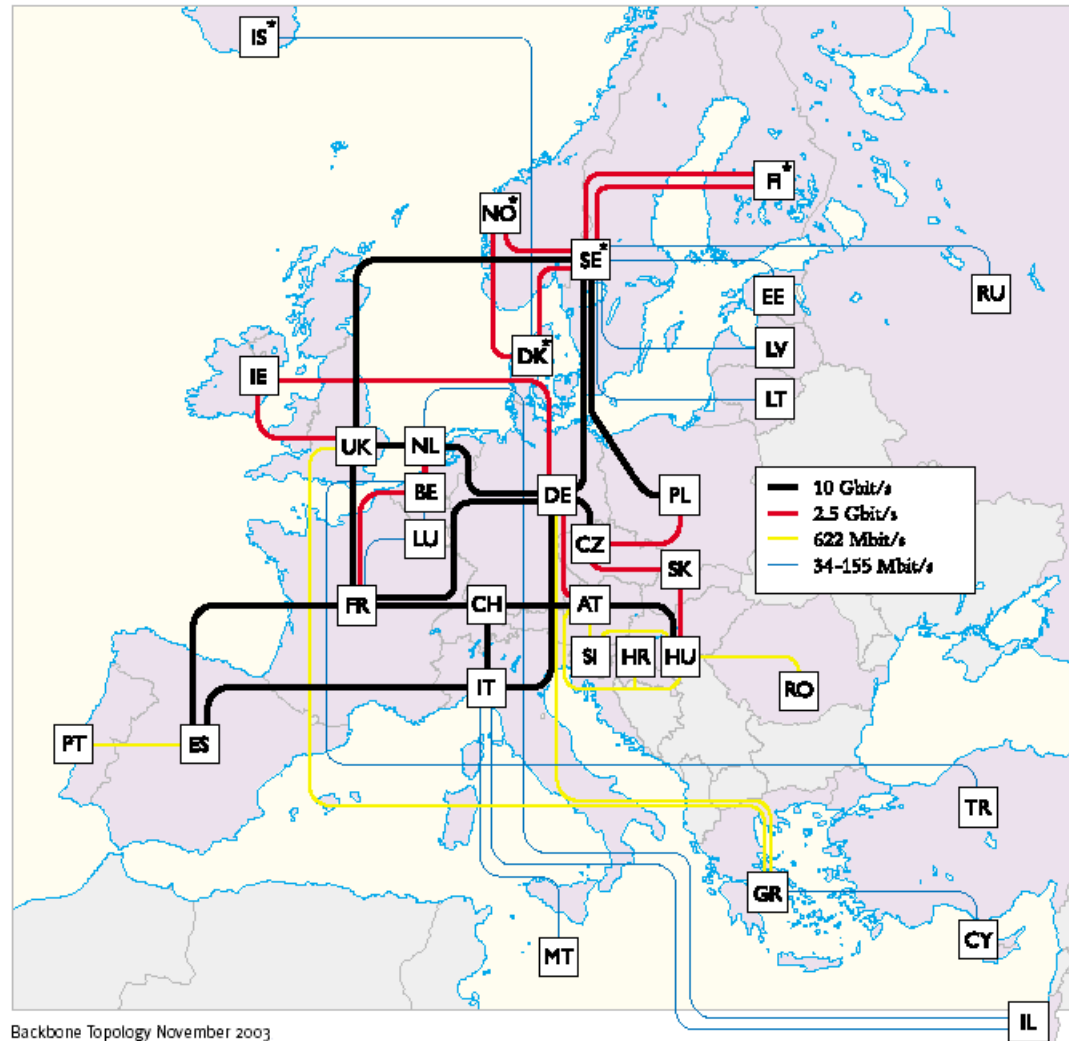 IS*
FI*
NO*
SE*
RU
EE
DK*
LV
IE
LT
UK
NL
BE
DE
PL
10 Gbit/s
2.5 Gbit/s
622 Mbit/s
34-155 Mbit/s
LU
CZ
SK
FR
CH
AT
SI
HR
HU
IT
RO
PT
ES
TR
GR
CY
MT
IL
Backbone Topology November 2003